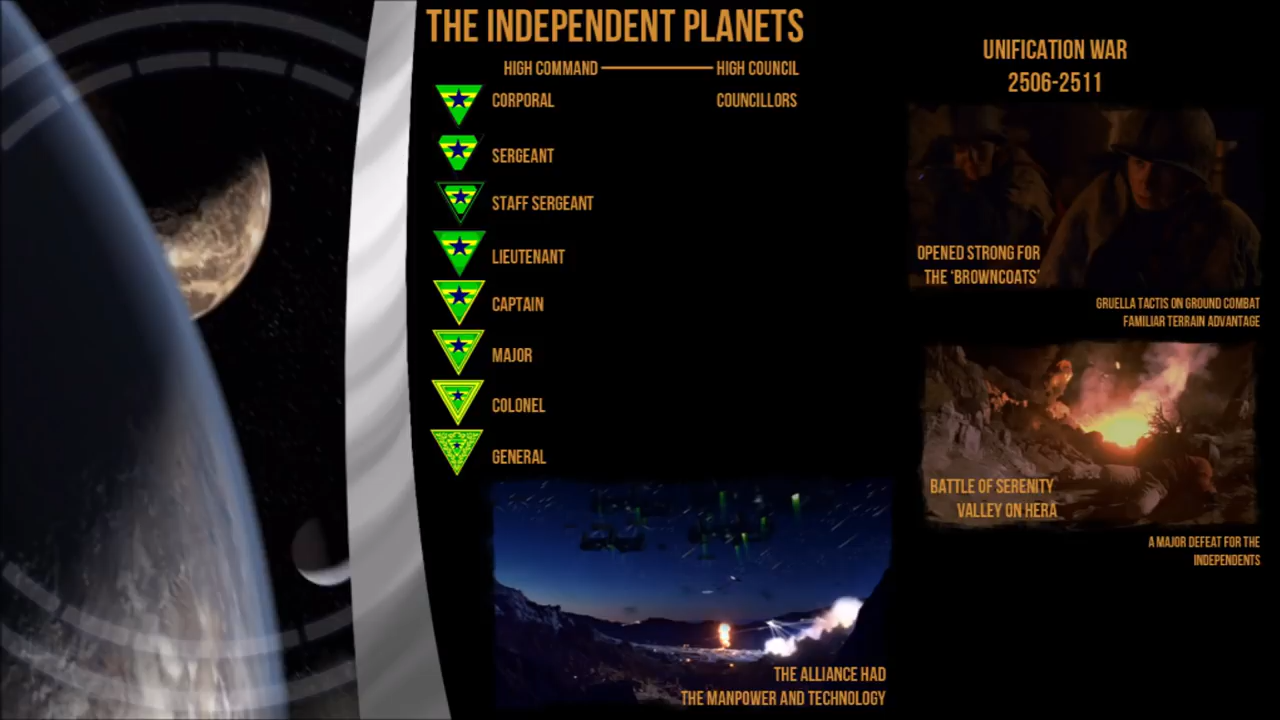 THE INDEPENDENT PLANETS
HIGH COMMAND
HIGH COUNCIL
CORPORAL
COUNCILLORS
SERGEANT
STAFF SERGEANT
LIEUTENANT
CAPTAIN
MAJOR
COLONEL
GENERAL
THE ALLIANCE HAD
THE MANPOWER AND TECHNOLOGY
UNIFICATION WAR
2506-2511
OPENED STRONG FOR
THE 'BROWNCOATS'
GRUELLA TACTIS ON GROUND COMBAT
FAMILIAR TERRAIN ADVANTAGE
BATTLE OF SERENITY
VALLEY ON HERA
A MAJOR DEFEAT FOR THE
INDEPENDENTS